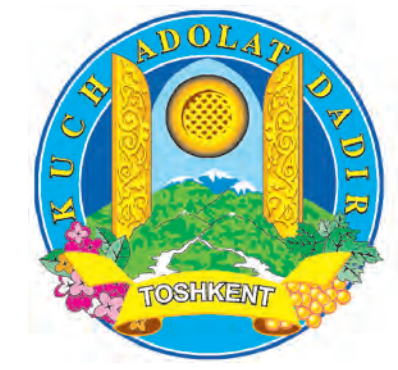 KUCH ADOLAT DADIR
TOSHKENT